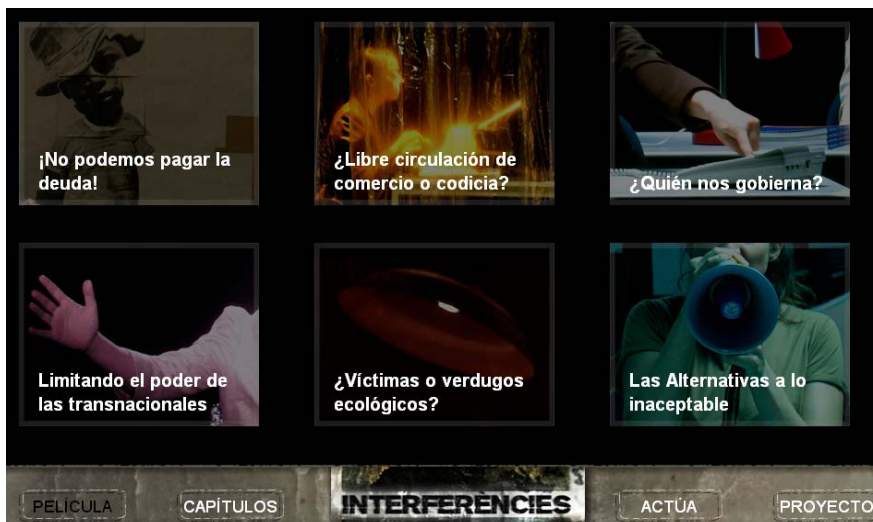 ¡No podemos pagar la
deuda!
¿Libre circulación de
comercio o codicia?
¿Quién nos gobierna?
Limitando el poder de
las transnacionales
¿Víctimas o verdugos
ecológicos?
Las Alternativas a lo
inaceptable
PELÍCULA
CAPÍTULOS
INTERFERÈNCIES
ACTÚA
PROYECTO